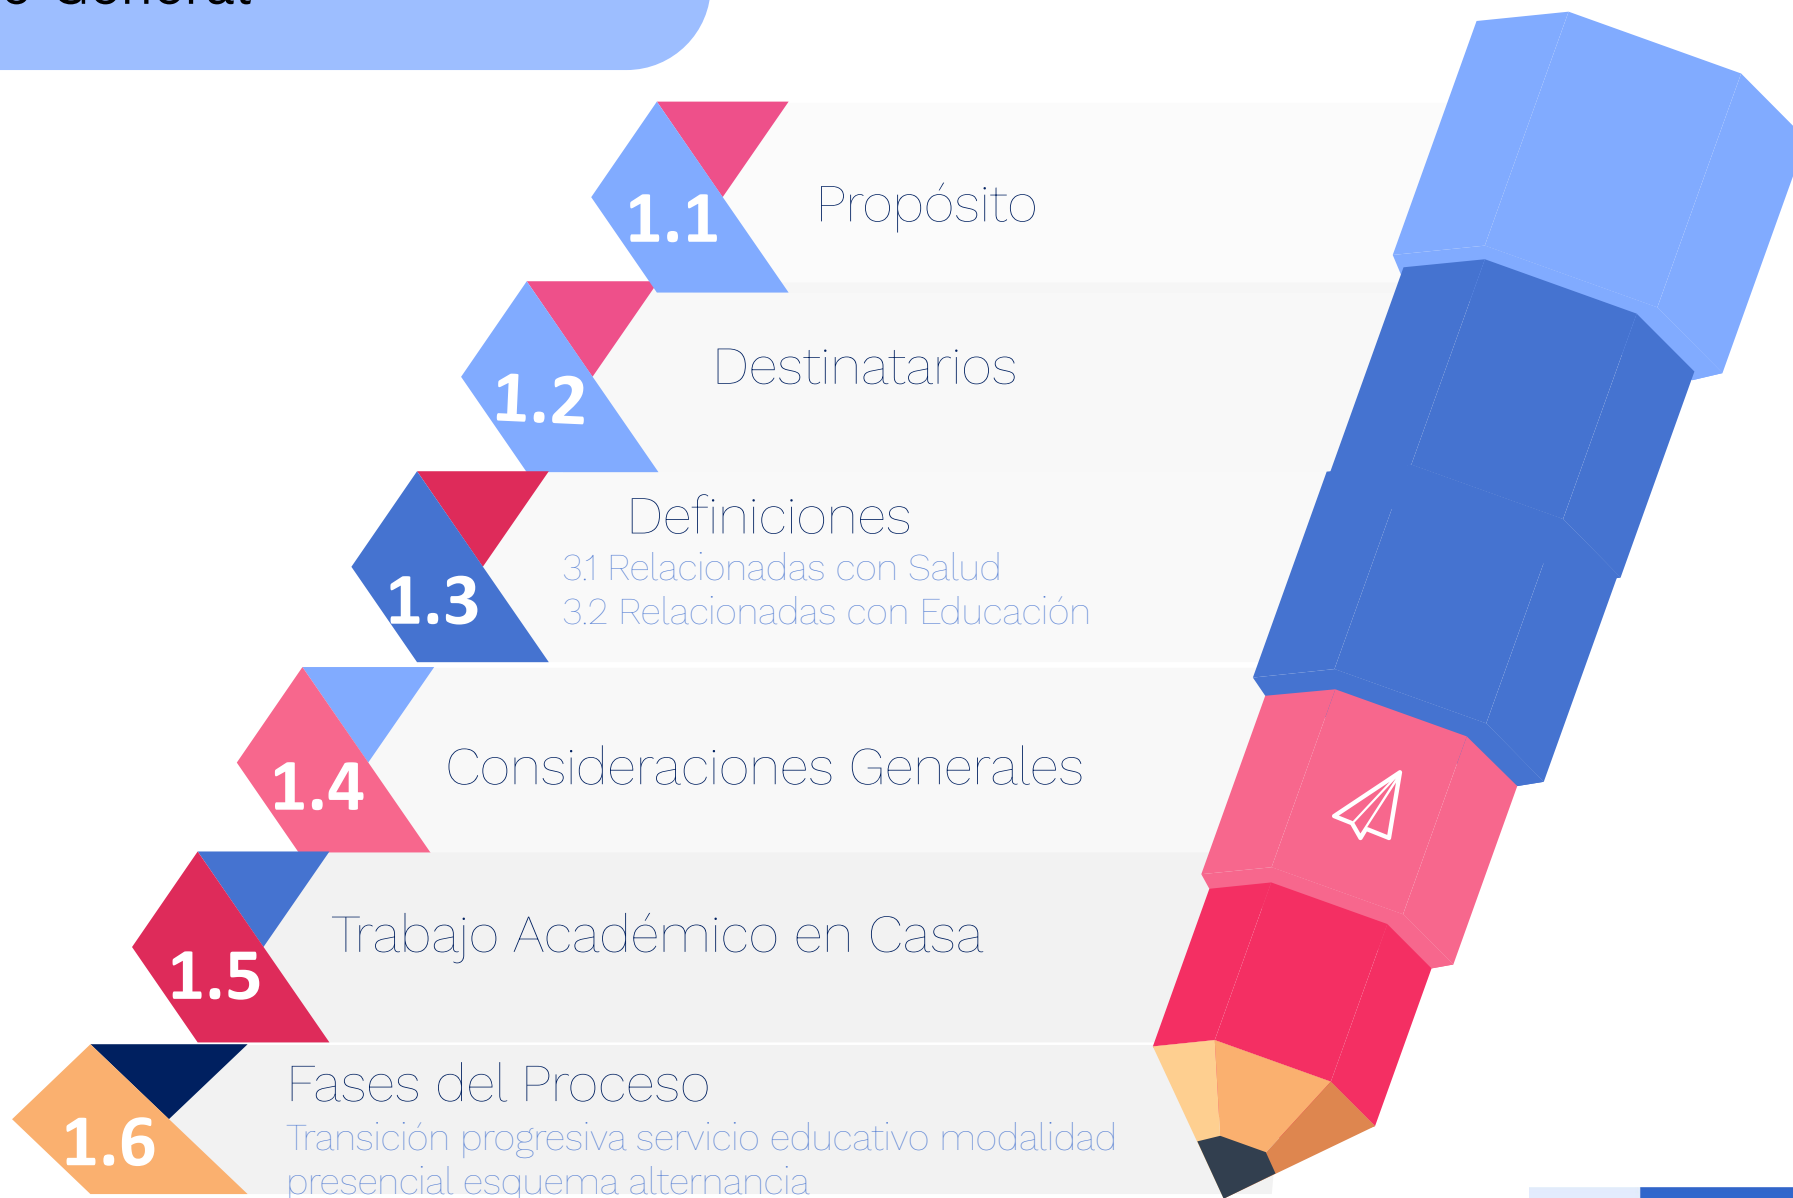 General
1.1
Propósito
1.2
Destinatarios
1.3
Definiciones
3.1 Relacionadas con Salud
3.2 Relacionadas con Educación
1.4
Consideraciones Generales
1.5
Trabajo Académico en Casa
1.6
Fases del Proceso
Transición progresiva servicio educativo modalidad
presencial esquema alternancia